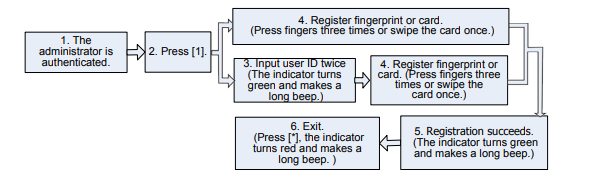 1. The
administrator is
authenticated.
2. Press [1].
4. Register fingerprint or card.
(Press fingers three times or swipe the card once.)
3. Input user ID twice
(The indicator turns
green and makes a
long beep.)
4. Register fingerprint or
card. (Press fingers three
times or swipe the
card once.)
5. Registration succeeds.
(The indicator turns green
and makes a long beep.)
6. Exit.
(Press [*], the indicator
turns red and makes a
long beep. )